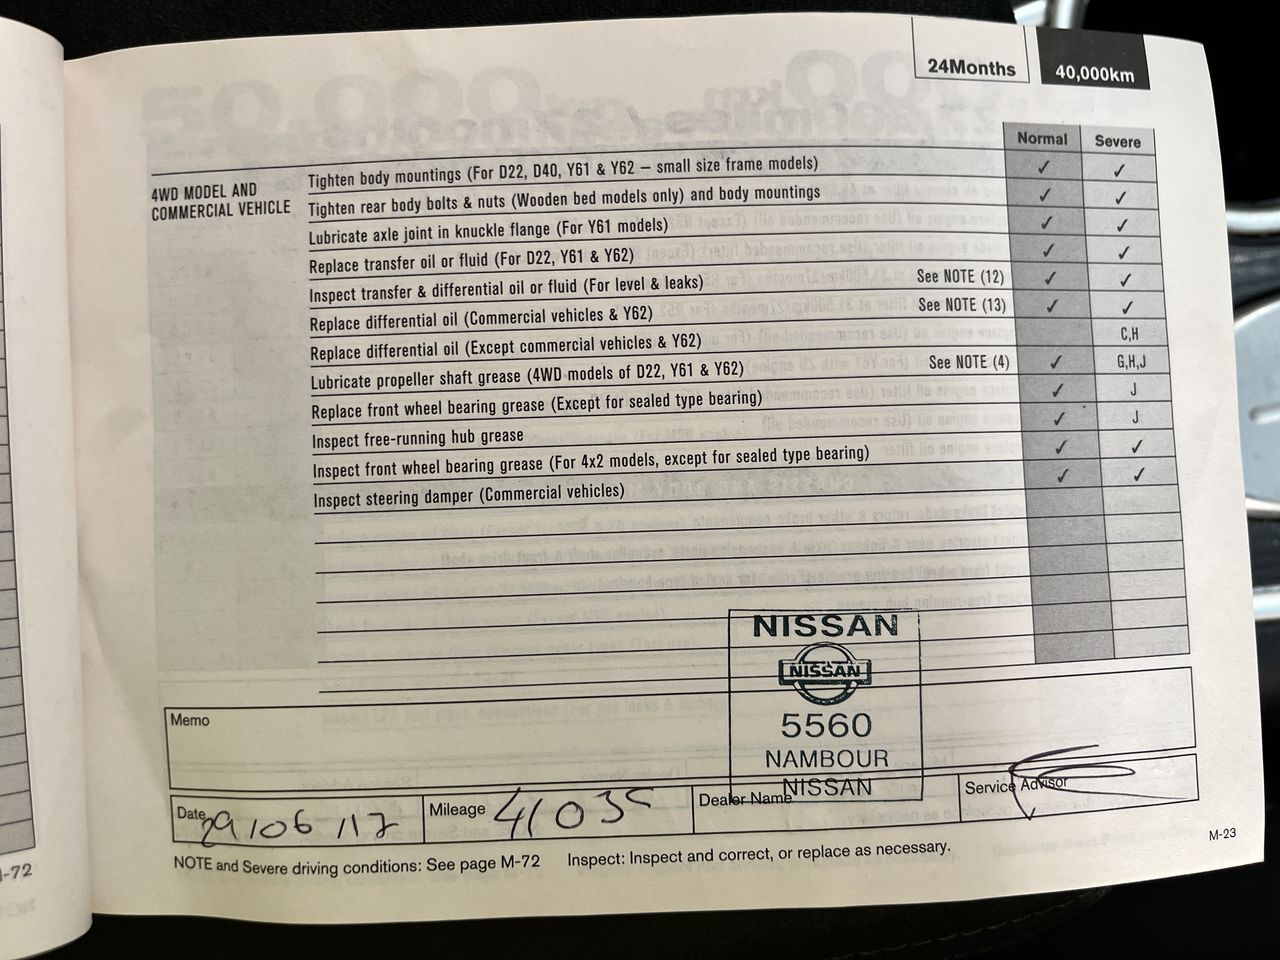 24Months 40,000km
Normal Severe
4WD MODEL AND
COMMERCIAL VEHICLE
Tighten body mountings (For D22, D40, Y61 & Y62 – small size frame models) ✓ ✓
Tighten rear body bolts & nuts (Wooden bed models only) and body mountings ✓ ✓
Lubricate axle joint in knuckle flange (For Y61 models) ✓ ✓
Replace transfer oil or fluid (For D22, Y61 & Y62) ✓ ✓
Inspect transfer & differential oil or fluid (For level & leaks) See NOTE (12) ✓ ✓
Replace differential oil (Commercial vehicles & Y62) See NOTE (13) ✓ ✓
Replace differential oil (Except commercial vehicles & Y62) C,H
Lubricate propeller shaft grease (4WD models of D22, Y61 & Y62) See NOTE (4) ✓ G,H,J
Replace front wheel bearing grease (Except for sealed type bearing) ✓ J
Inspect free-running hub grease ✓ J
Inspect front wheel bearing grease (For 4x2 models, except for sealed type bearing) ✓ ✓
Inspect steering damper (Commercial vehicles) ✓ ✓
NISSAN
NISSAN
5560
NAMBOUR
NISSAN
Memo
Date 29/06/17 Mileage 41035 Dealer Name Service Advisor
NOTE and Severe driving conditions: See page M-72 Inspect: Inspect and correct, or replace as necessary.
M-23
-72